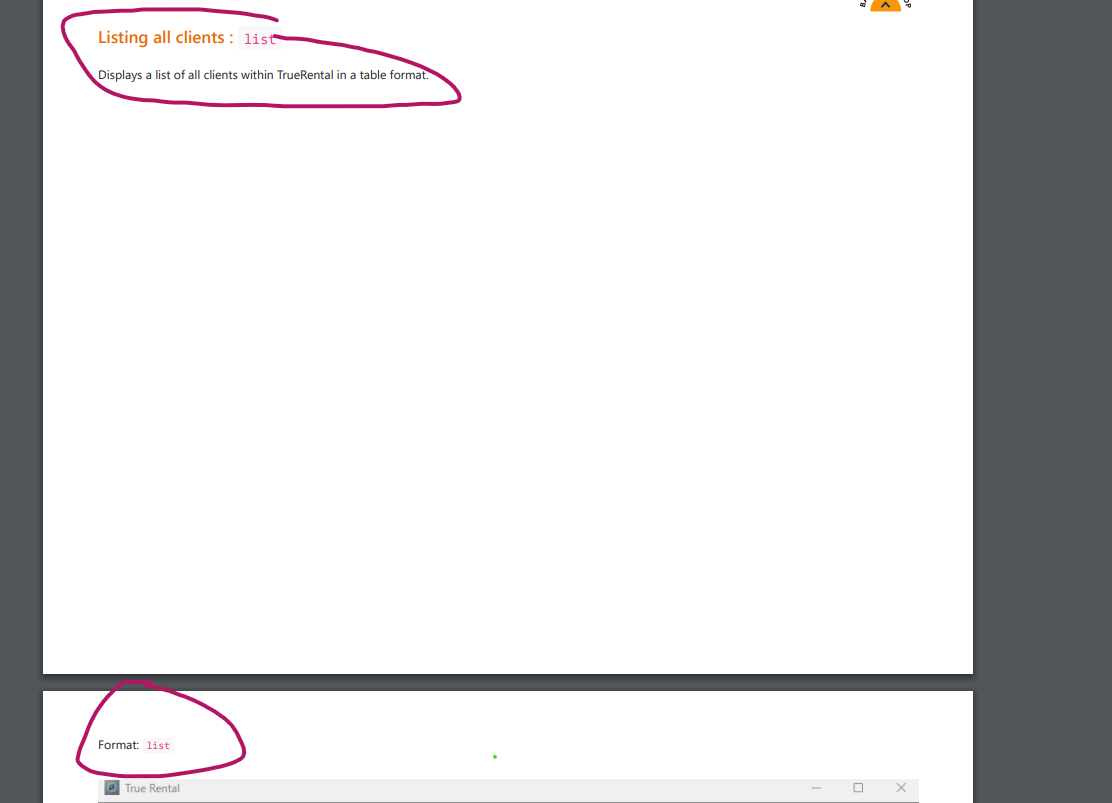 Listing all clients : list
Displays a list of all clients within TrueRental in a table format.
Format: list
True Rental